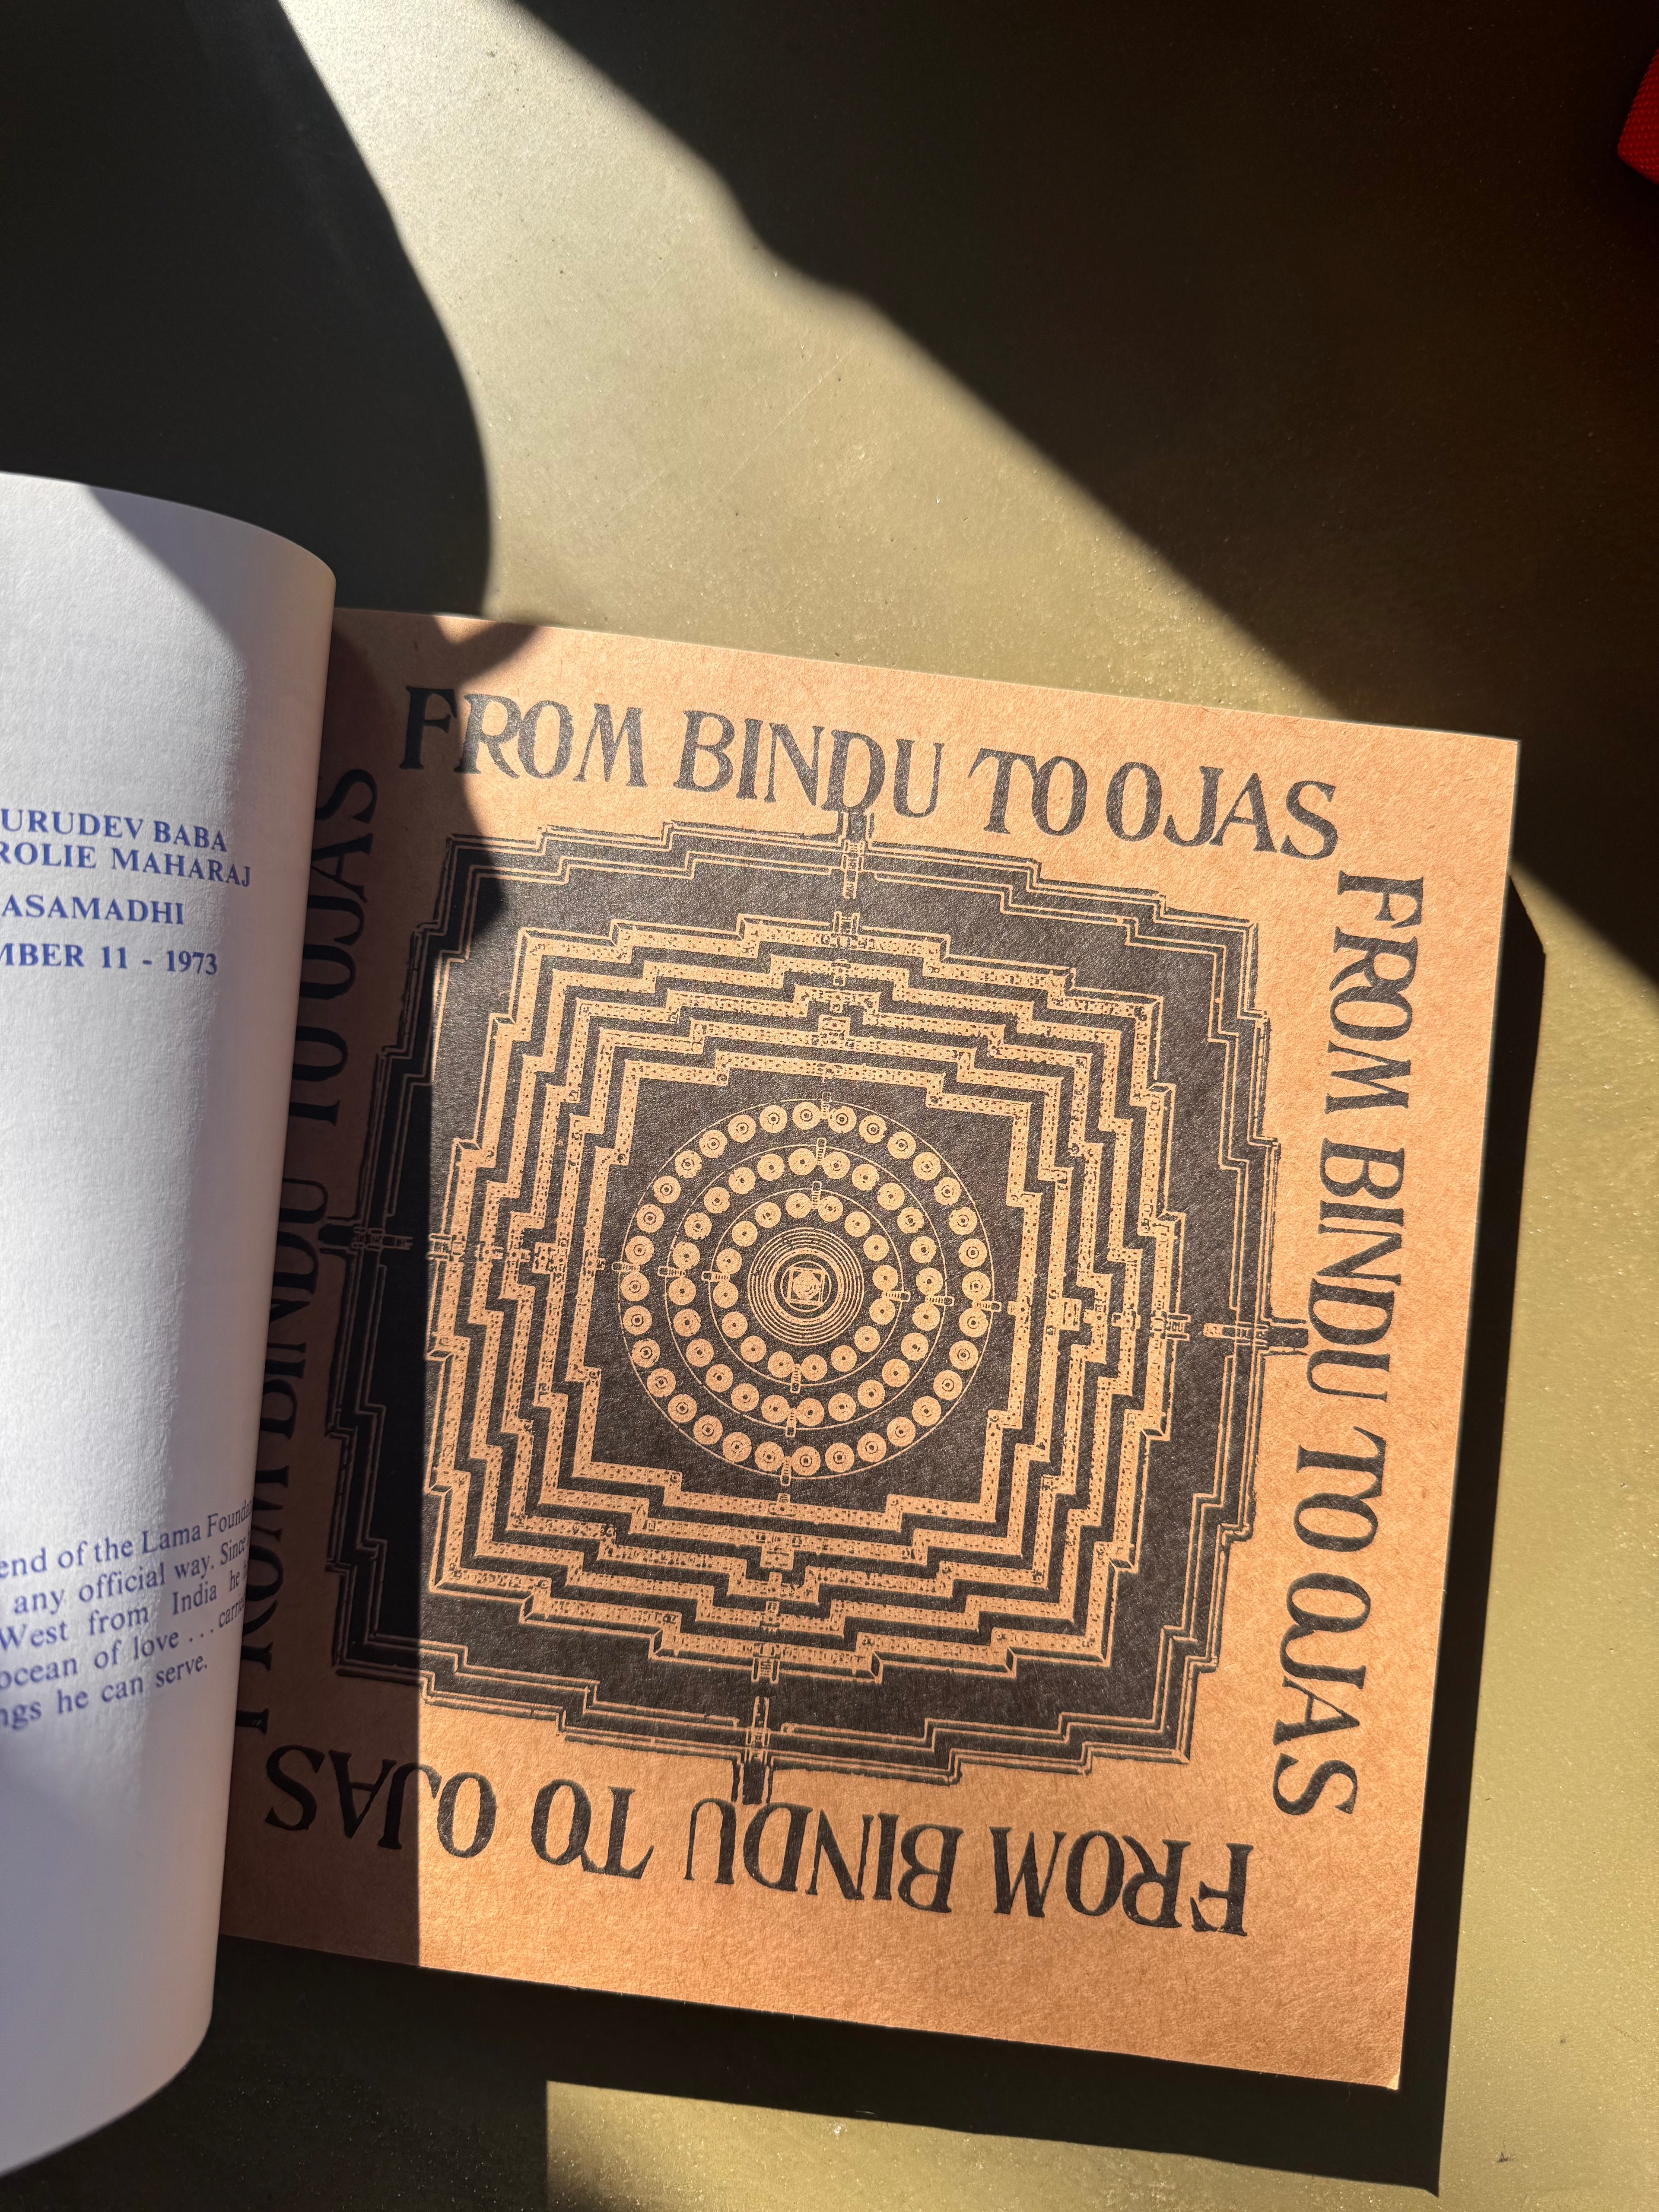 URUDEV BABA
ROLIE MAHARAJ
ASAMADHI
MBER 11 - 1973
end of the Lama
any official way. Since
West from India he
ocean of love ...
ngs he can serve.
FROM BINDU TO OJAS
FROM BINDU TO OJAS
FROM BINDU TO OJAS
FROM BINDU TO OJAS